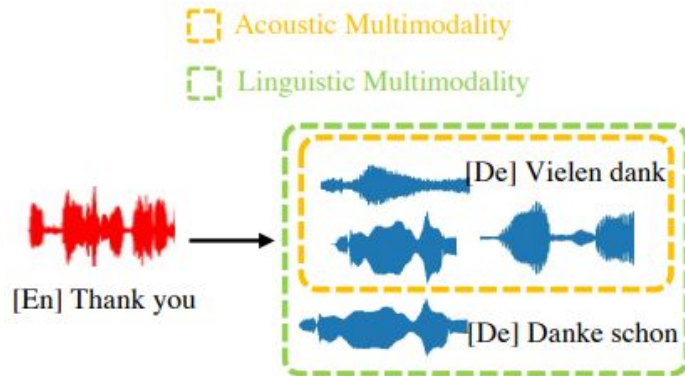 Acoustic Multimodality
Linguistic Multimodality
[De] Vielen dank
[En] Thank you
[De] Danke schon